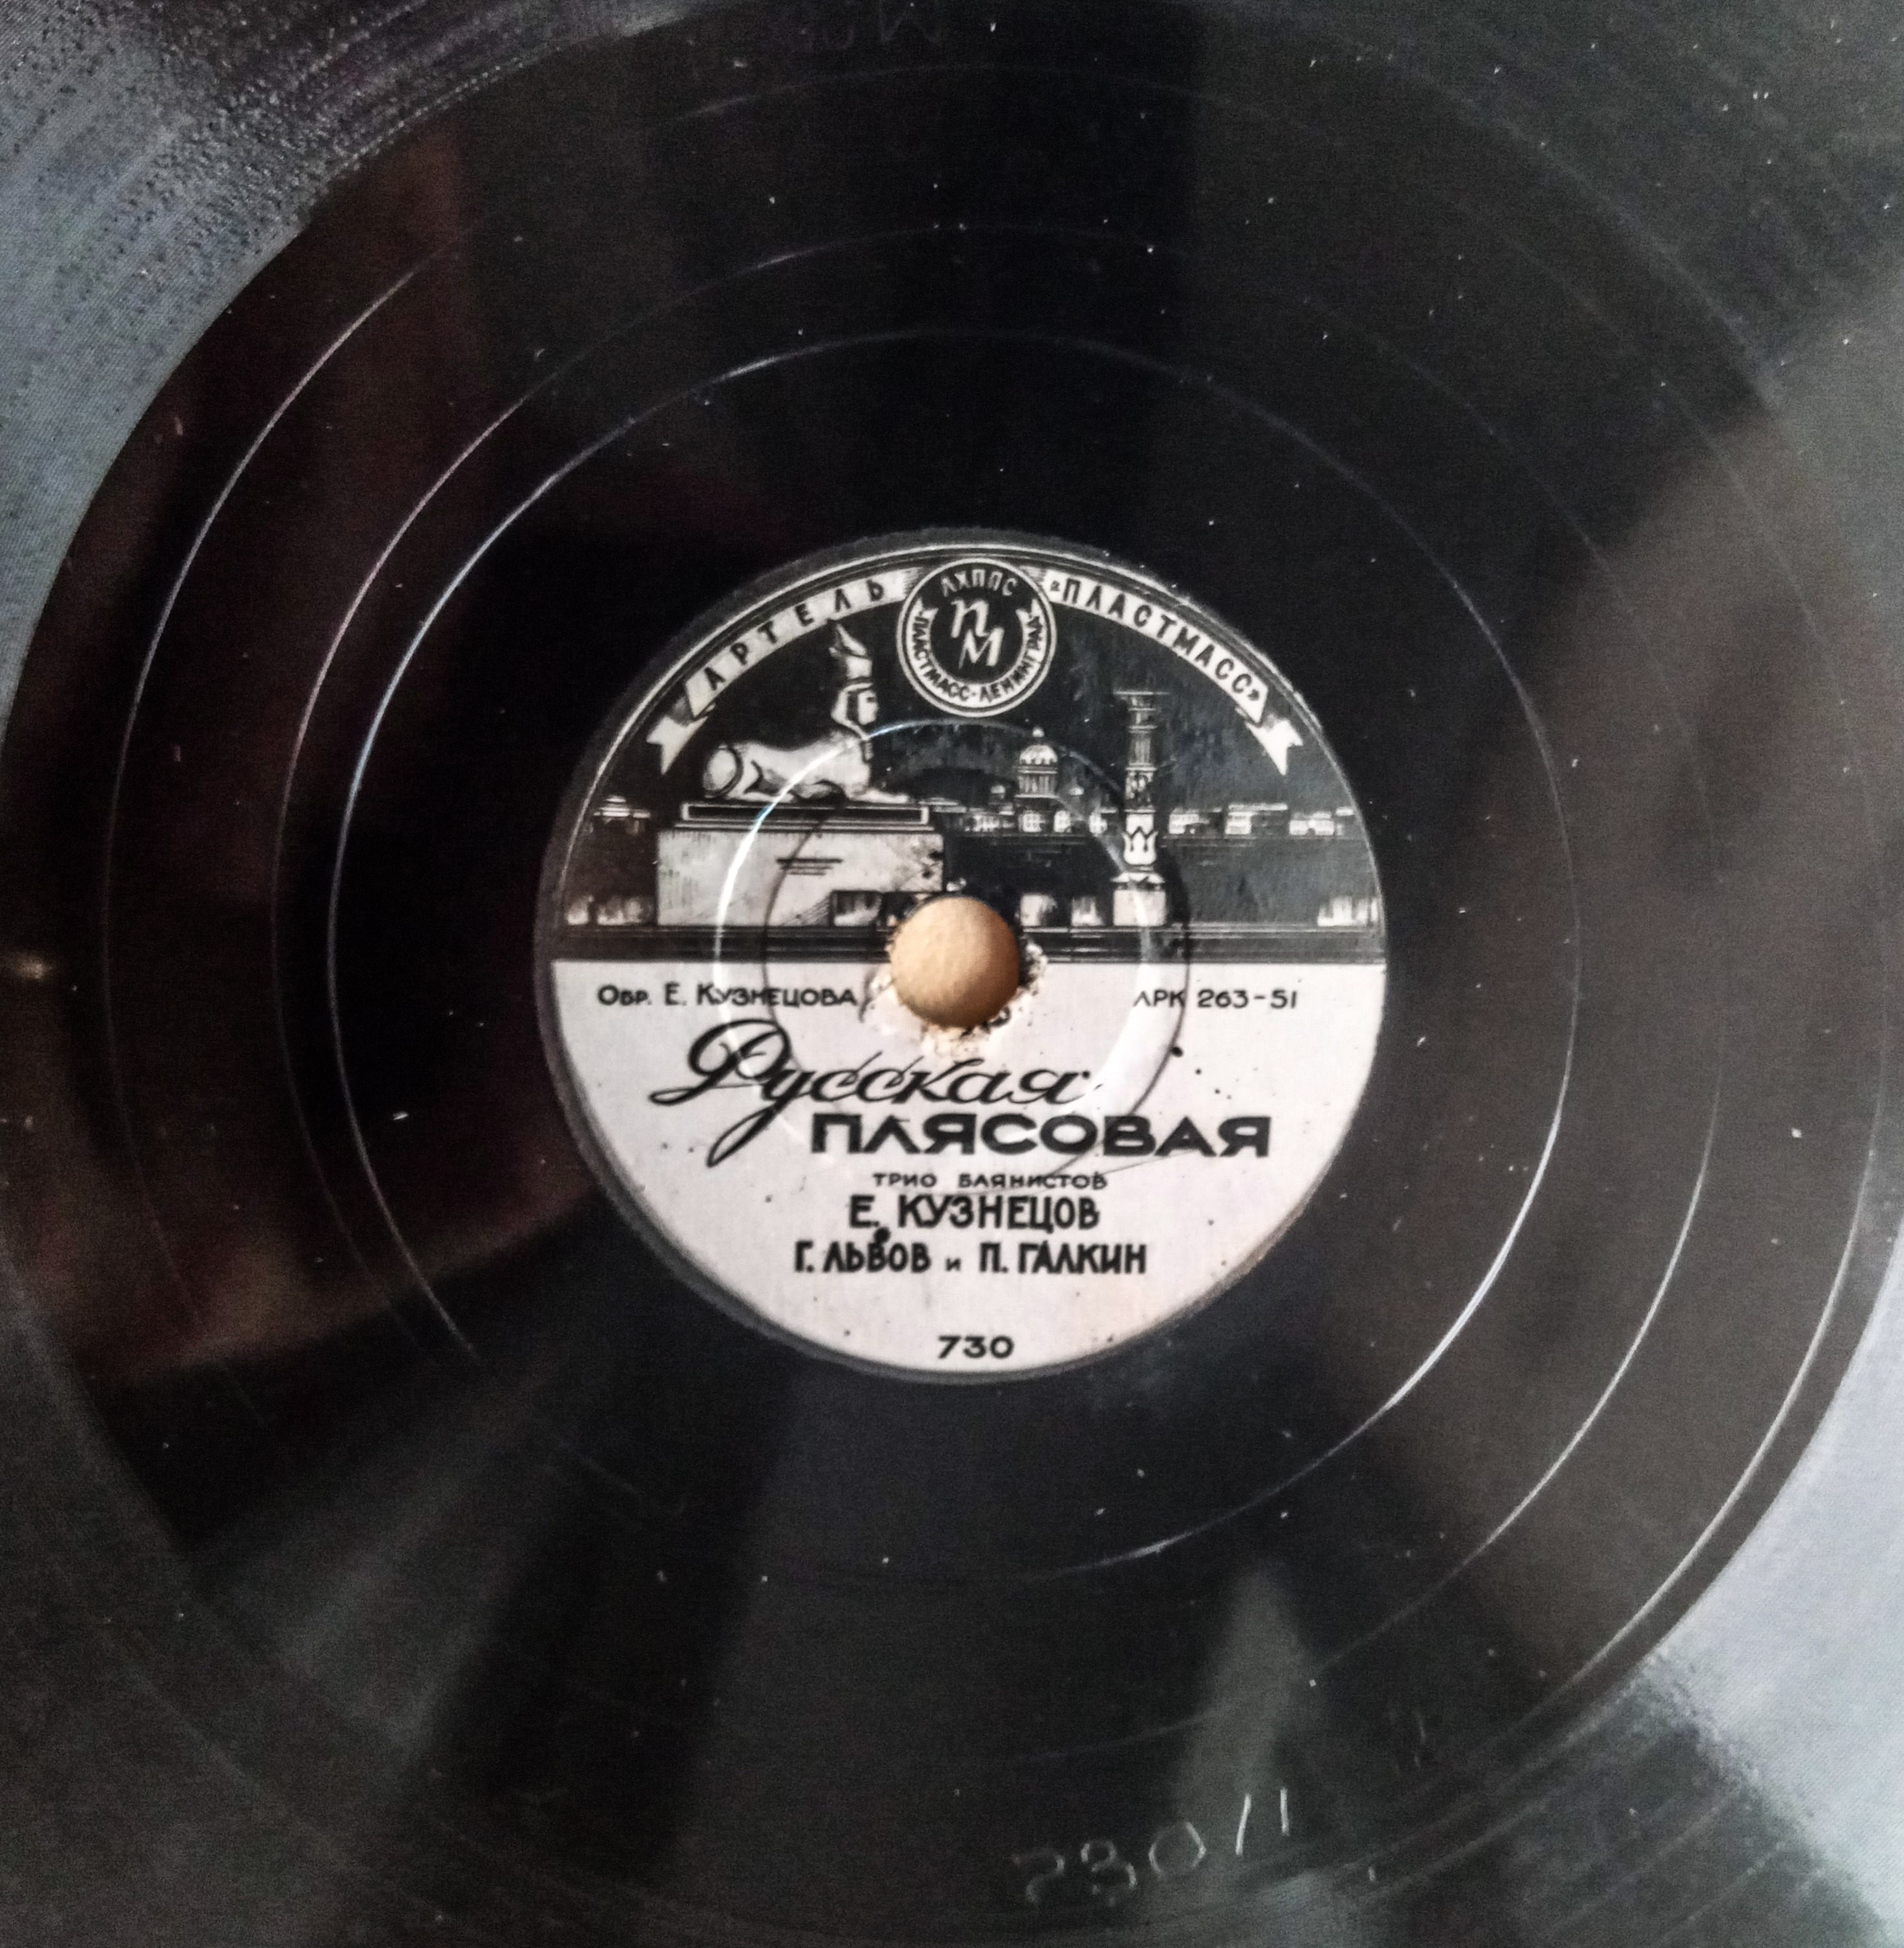 АРТЕЛЬ «ПЛАСТМАСС»
ЛХППС
ПМ
ПЛАСТМАСС-ЛЕНИНГРАД
Обр. Е. Кузнецова
ЛРК 263-51
Русская
ПЛЯСОВАЯ
ТРИО БАЯНИСТОВ
Е. КУЗНЕЦОВ
Г. ЛЬВОВ и П. ГАЛКИН
730
730/1